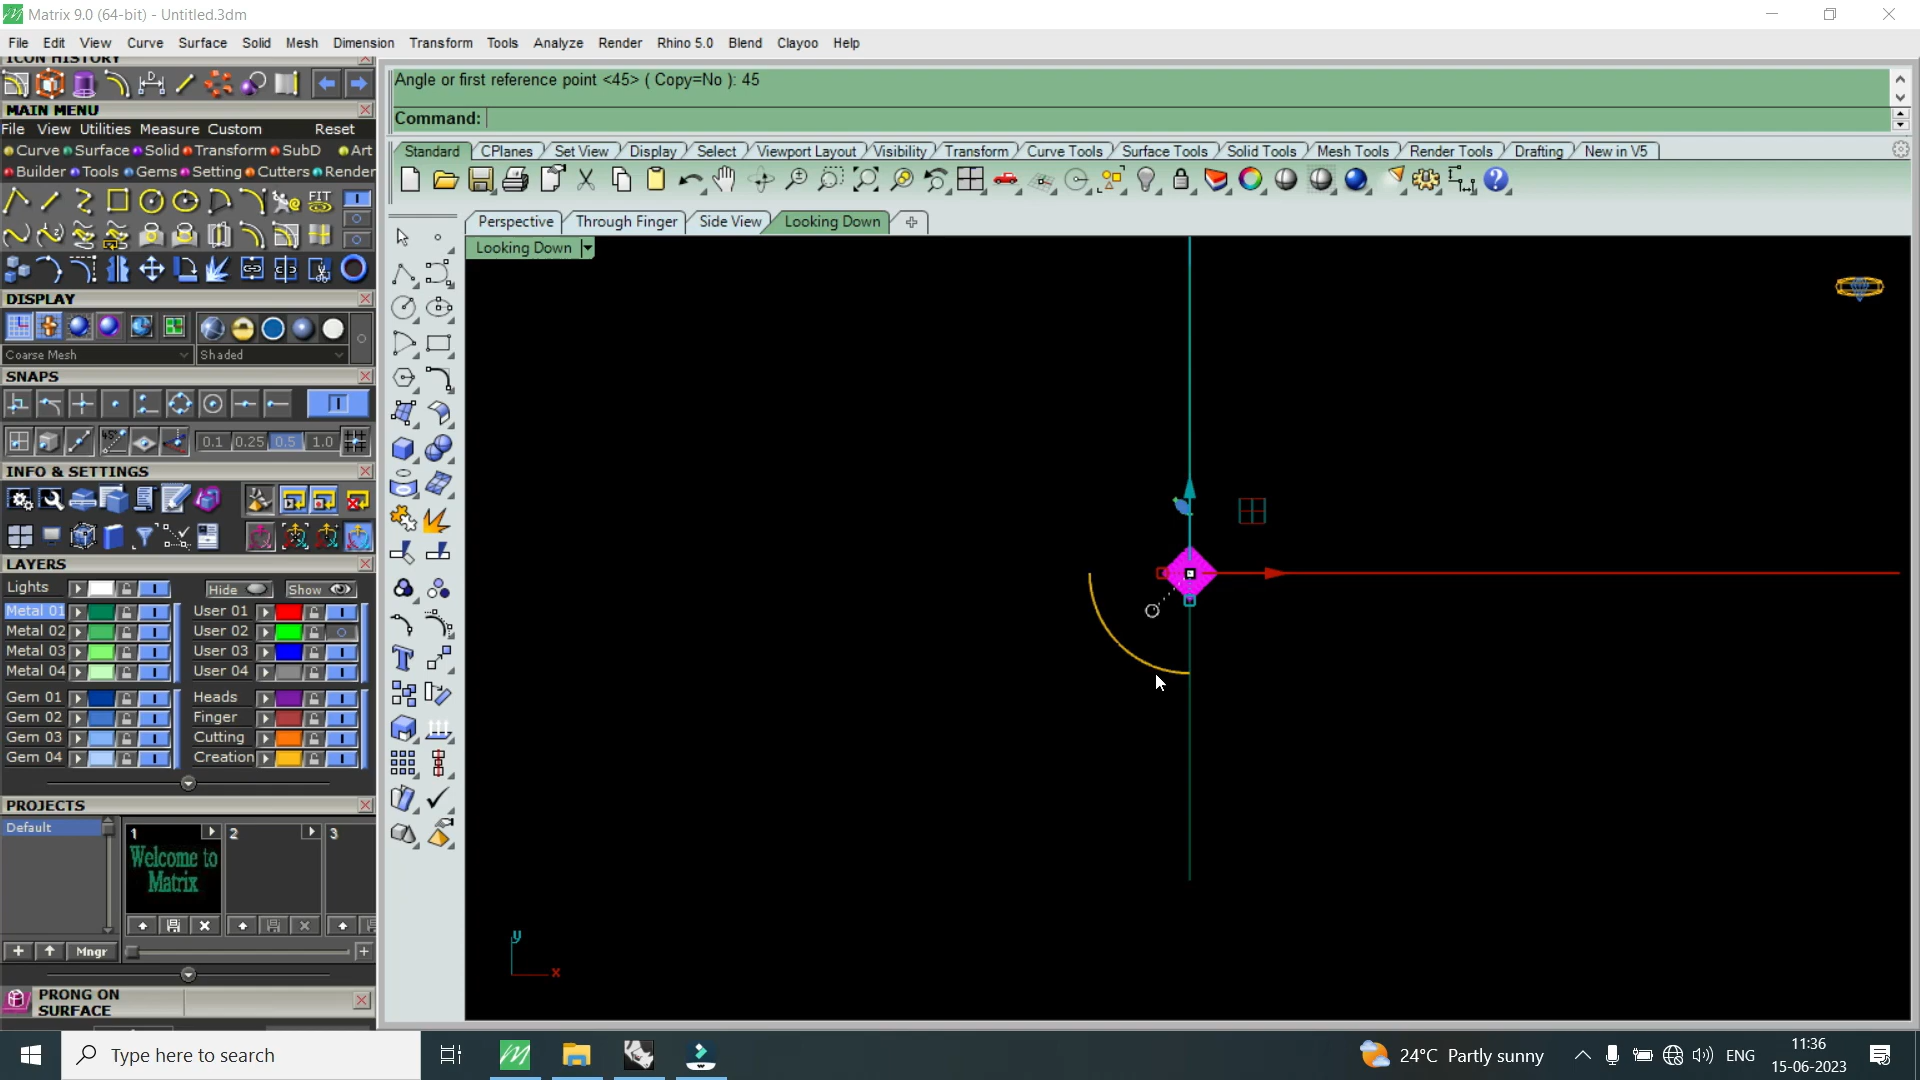 Matrix 9.0 (64-bit) - Untitled.3dm
File Edit View Curve Surface Solid Mesh Dimension Transform Tools Analyze Render Rhino 5.0 Blend Clayoo Help
ICON HISTORY
Angle or first reference point <45> ( Copy=No ): 45
MAIN MENU
Command:
File View Utilities Measure Custom Reset
Curve Surface Solid Transform SubD Art
Builder Tools Gems Setting Cutters Render
Standard CPlanes Set View Display Select Viewport Layout Visibility Transform Curve Tools Surface Tools Solid Tools Mesh Tools Render Tools Drafting New in V5
FIT
Perspective Through Finger Side View Looking Down
Looking Down
DISPLAY
Coarse Mesh Shaded
SNAPS
0.1 0.25 0.5 1.0
INFO & SETTINGS
LAYERS
Lights Hide Show
Metal 01 User 01
Metal 02 User 02
Metal 03 User 03
Metal 04 User 04
Gem 01 Heads
Gem 02 Finger
Gem 03 Cutting
Gem 04 Creation
PROJECTS
Default 1 2 3
Welcome to
Matrix
Mngr
y
x
PRONG ON
SURFACE
Type here to search
24°C Partly sunny
ENG
11:36
15-06-2023